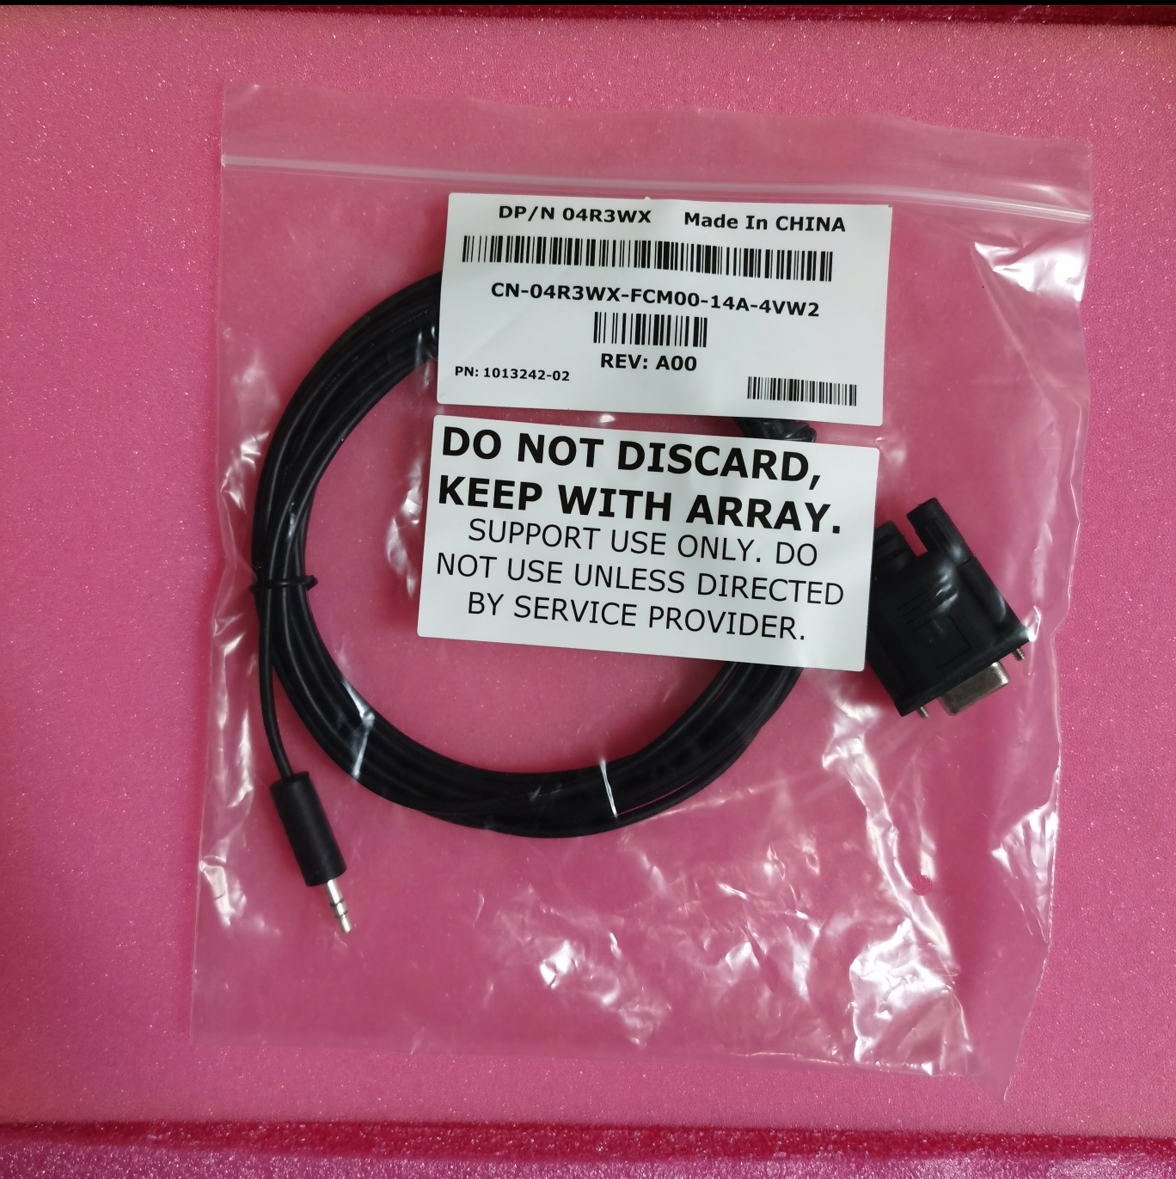 DP/N 04R3WX Made In CHINA
CN-04R3WX-FCM00-14A-4VW2
REV: A00
PN: 1013242-02
DO NOT DISCARD,
KEEP WITH ARRAY.
SUPPORT USE ONLY. DO
NOT USE UNLESS DIRECTED
BY SERVICE PROVIDER.